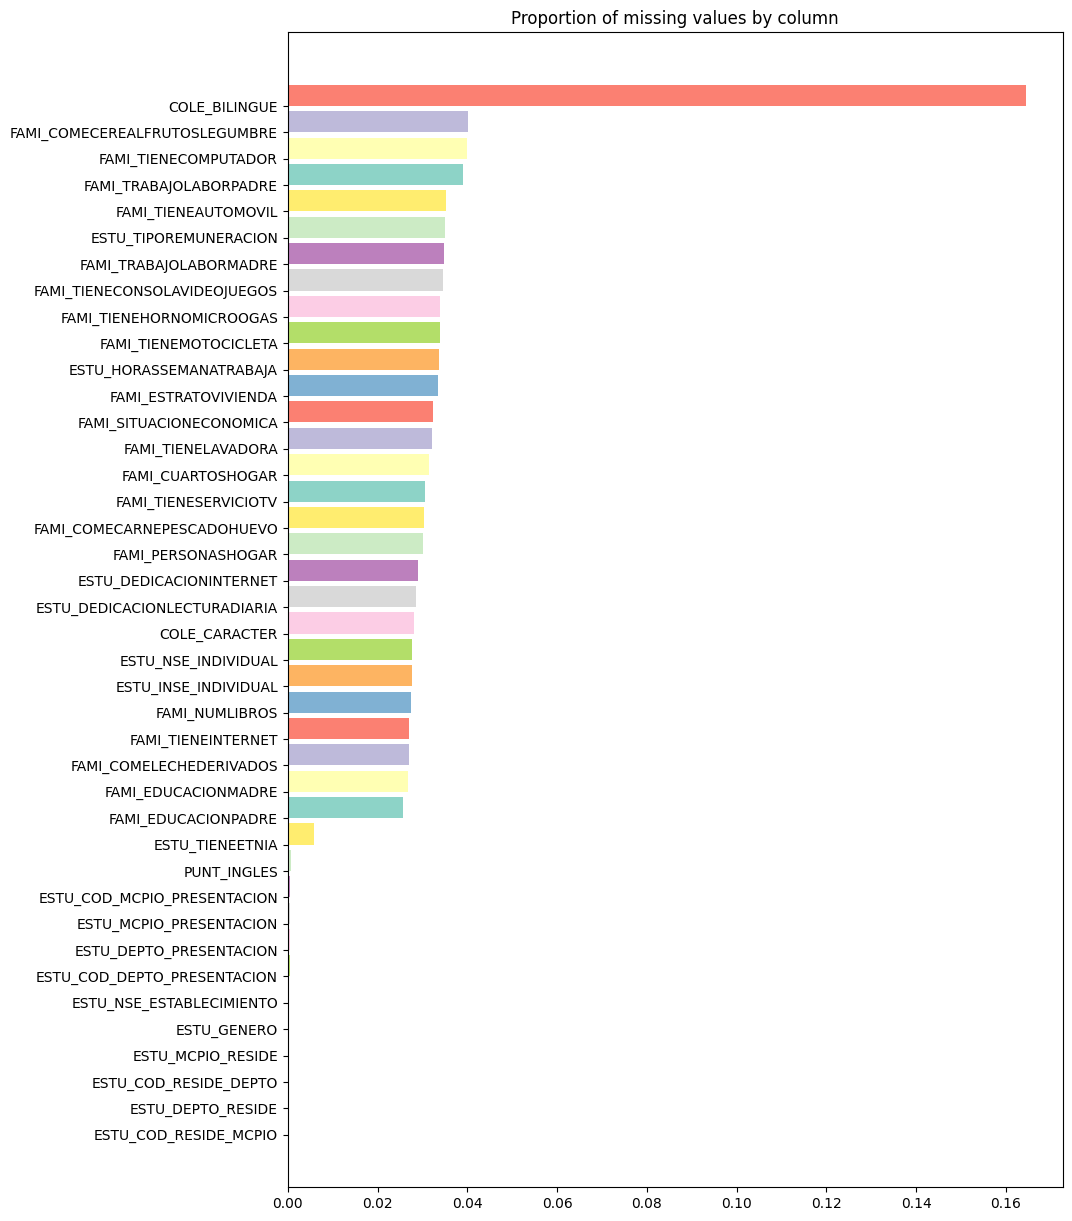 Proportion of missing values by column
COLE_BILINGUE
FAMI_COMECEREALFRUTOSLEGUMBRE
FAMI_TIENECOMPUTADOR
FAMI_TRABAJOLABORPADRE
FAMI_TIENEAUTOMOVIL
ESTU_TIPOREMUNERACION
FAMI_TRABAJOLABORMADRE
FAMI_TIENECONSOLAVIDEOJUEGOS
FAMI_TIENEHORNOMICROOGAS
FAMI_TIENEMOTOCICLETA
ESTU_HORASSEMANATRABAJA
FAMI_ESTRATOVIVIENDA
FAMI_SITUACIONECONOMICA
FAMI_TIENELAVADORA
FAMI_CUARTOSHOGAR
FAMI_TIENESERVICIOTV
FAMI_COMECARNEPESCADOHUEVO
FAMI_PERSONASHOGAR
ESTU_DEDICACIONINTERNET
ESTU_DEDICACIONLECTURADIARIA
COLE_CARACTER
ESTU_NSE_INDIVIDUAL
ESTU_INSE_INDIVIDUAL
FAMI_NUMLIBROS
FAMI_TIENEINTERNET
FAMI_COMELECHEDERIVADOS
FAMI_EDUCACIONMADRE
FAMI_EDUCACIONPADRE
ESTU_TIENEETNIA
PUNT_INGLES
ESTU_COD_MCPIO_PRESENTACION
ESTU_MCPIO_PRESENTACION
ESTU_DEPTO_PRESENTACION
ESTU_COD_DEPTO_PRESENTACION
ESTU_NSE_ESTABLECIMIENTO
ESTU_GENERO
ESTU_MCPIO_RESIDE
ESTU_COD_RESIDE_DEPTO
ESTU_DEPTO_RESIDE
ESTU_COD_RESIDE_MCPIO
0.00 0.02 0.04 0.06 0.08 0.10 0.12 0.14 0.16